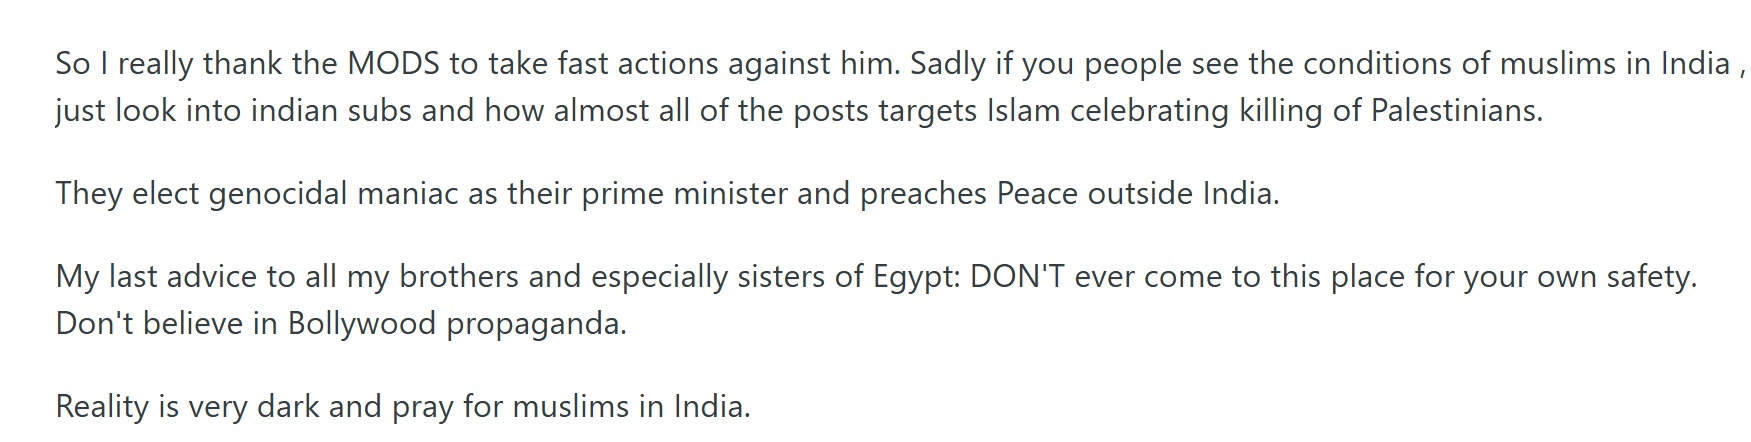 So I really thank the MODS to take fast actions against him. Sadly if you people see the conditions of muslims in India ,
just look into indian subs and how almost all of the posts targets Islam celebrating killing of Palestinians.
They elect genocidal maniac as their prime minister and preaches Peace outside India.
My last advice to all my brothers and especially sisters of Egypt: DON'T ever come to this place for your own safety.
Don't believe in Bollywood propaganda.
Reality is very dark and pray for muslims in India.